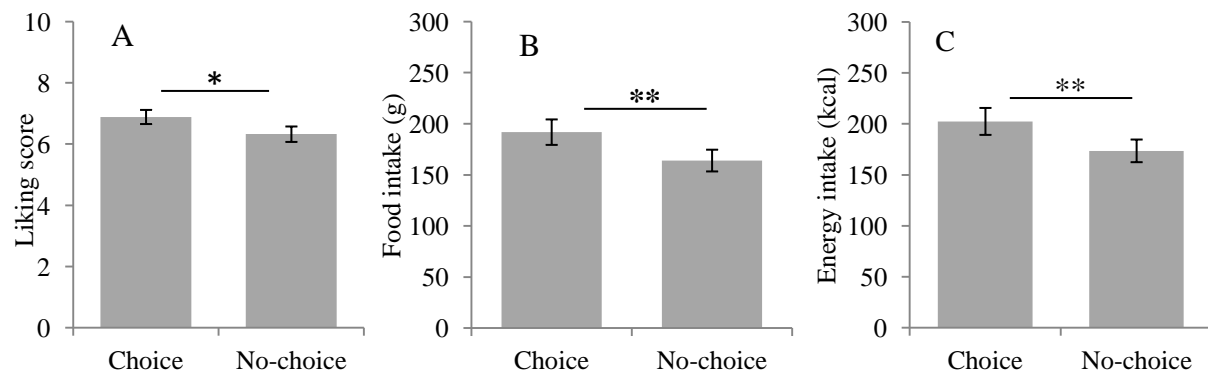 A
Liking score
10
8
6
4
2
0
*
Choice No-choice
B
Food intake (g)
300
250
200
150
100
50
0
**
Choice No-choice
C
Energy intake (kcal)
300
250
200
150
100
50
0
**
Choice No-choice